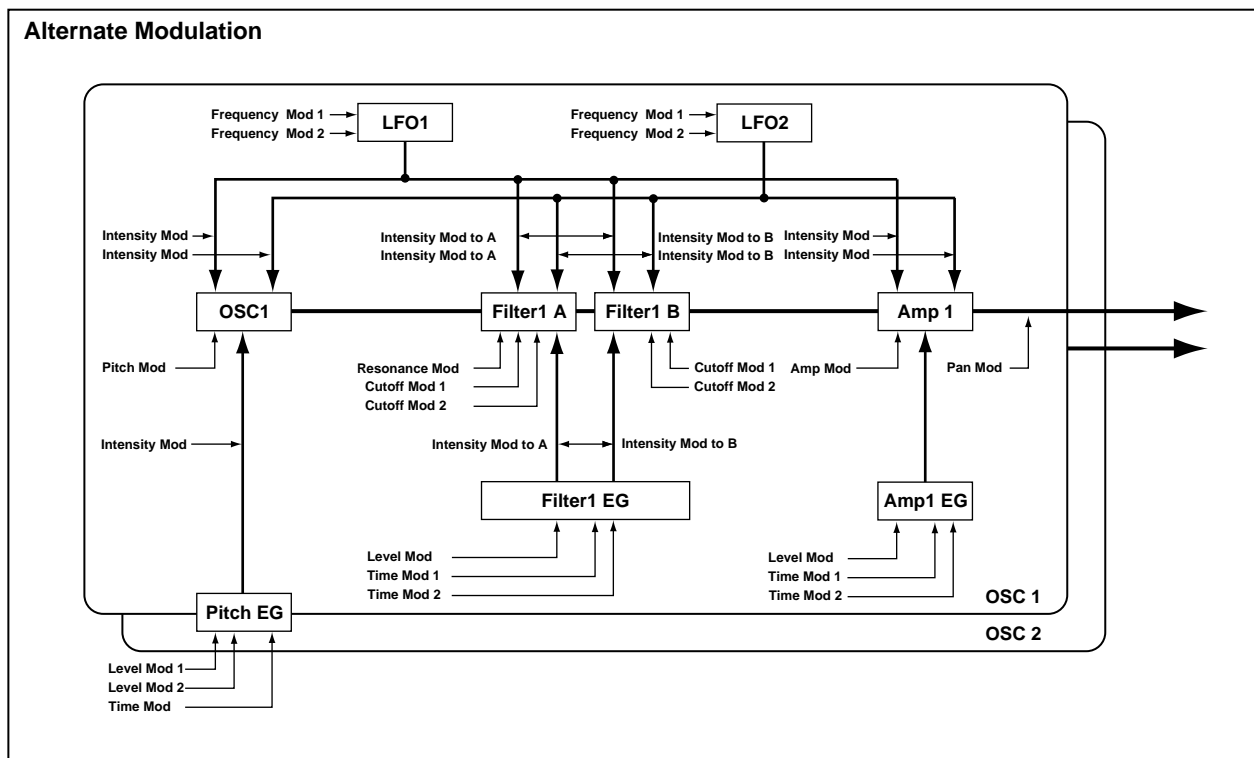 Alternate Modulation
Frequency Mod 1
Frequency Mod 2
LFO1
Frequency Mod 1
Frequency Mod 2
LFO2
Intensity Mod
Intensity Mod
Intensity Mod to A
Intensity Mod to A
Intensity Mod to B
Intensity Mod to B
Intensity Mod
Intensity Mod
OSC1
Filter1 A
Filter1 B
Amp 1
Pitch Mod
Resonance Mod
Cutoff Mod 1
Cutoff Mod 2
Cutoff Mod 1
Cutoff Mod 2
Amp Mod
Pan Mod
Intensity Mod
Intensity Mod to A
Intensity Mod to B
Filter1 EG
Amp1 EG
Level Mod
Time Mod 1
Time Mod 2
Level Mod
Time Mod 1
Time Mod 2
OSC 1
Pitch EG
OSC 2
Level Mod 1
Level Mod 2
Time Mod